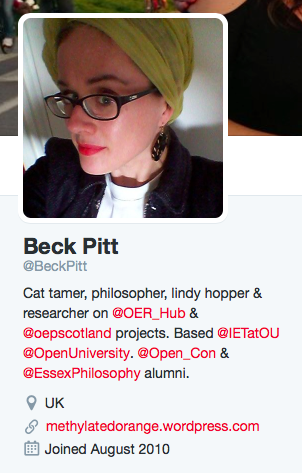 Beck Pitt
@BeckPitt
Cat tamer, philosopher, lindy hopper &
researcher on @OER_Hub &
@oepscotland projects. Based @IETatOU
@OpenUniversity. @Open_Con &
@EssexPhilosophy alumni.
UK
methylatedorange.wordpress.com
Joined August 2010